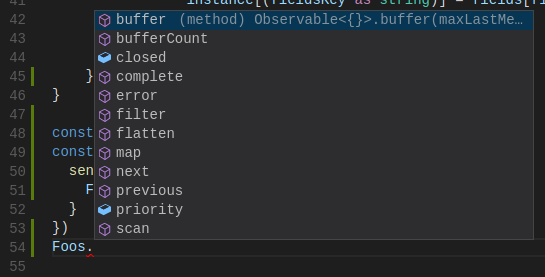 41 instance[(fieldsKey as string)] = fields[fi
42 buffer (method) Observable<{}>.buffer(maxLastMe…
43 bufferCount
44 closed
45 } complete
46 } error
47 filter
48 const flatten
49 const map
50 sen next
51 F previous
52 } priority
53 }) scan
54 Foos.
55